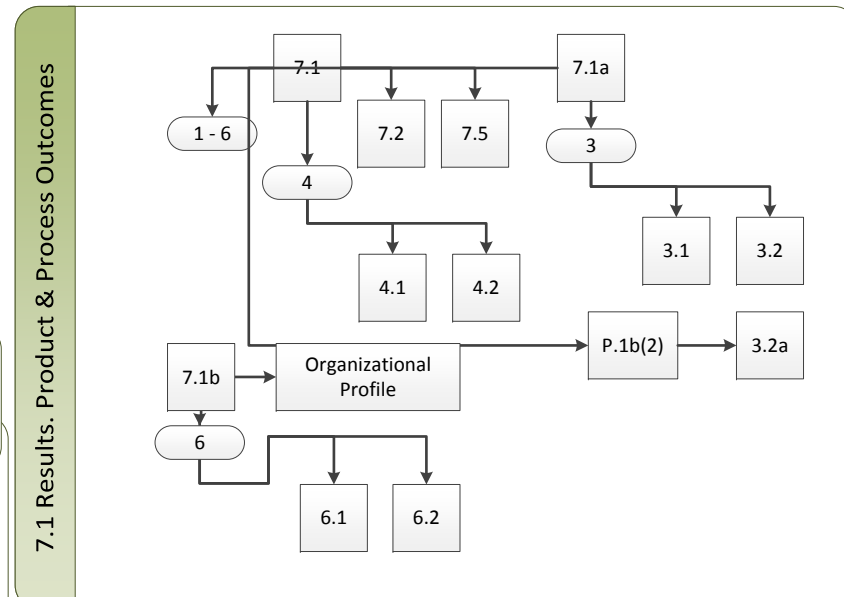 7.1 Results. Product & Process Outcomes
7.1
7.1a
1 - 6
7.2
7.5
3
4
3.1
3.2
4.1
4.2
P.1b(2)
3.2a
7.1b
Organizational
Profile
6
6.1
6.2